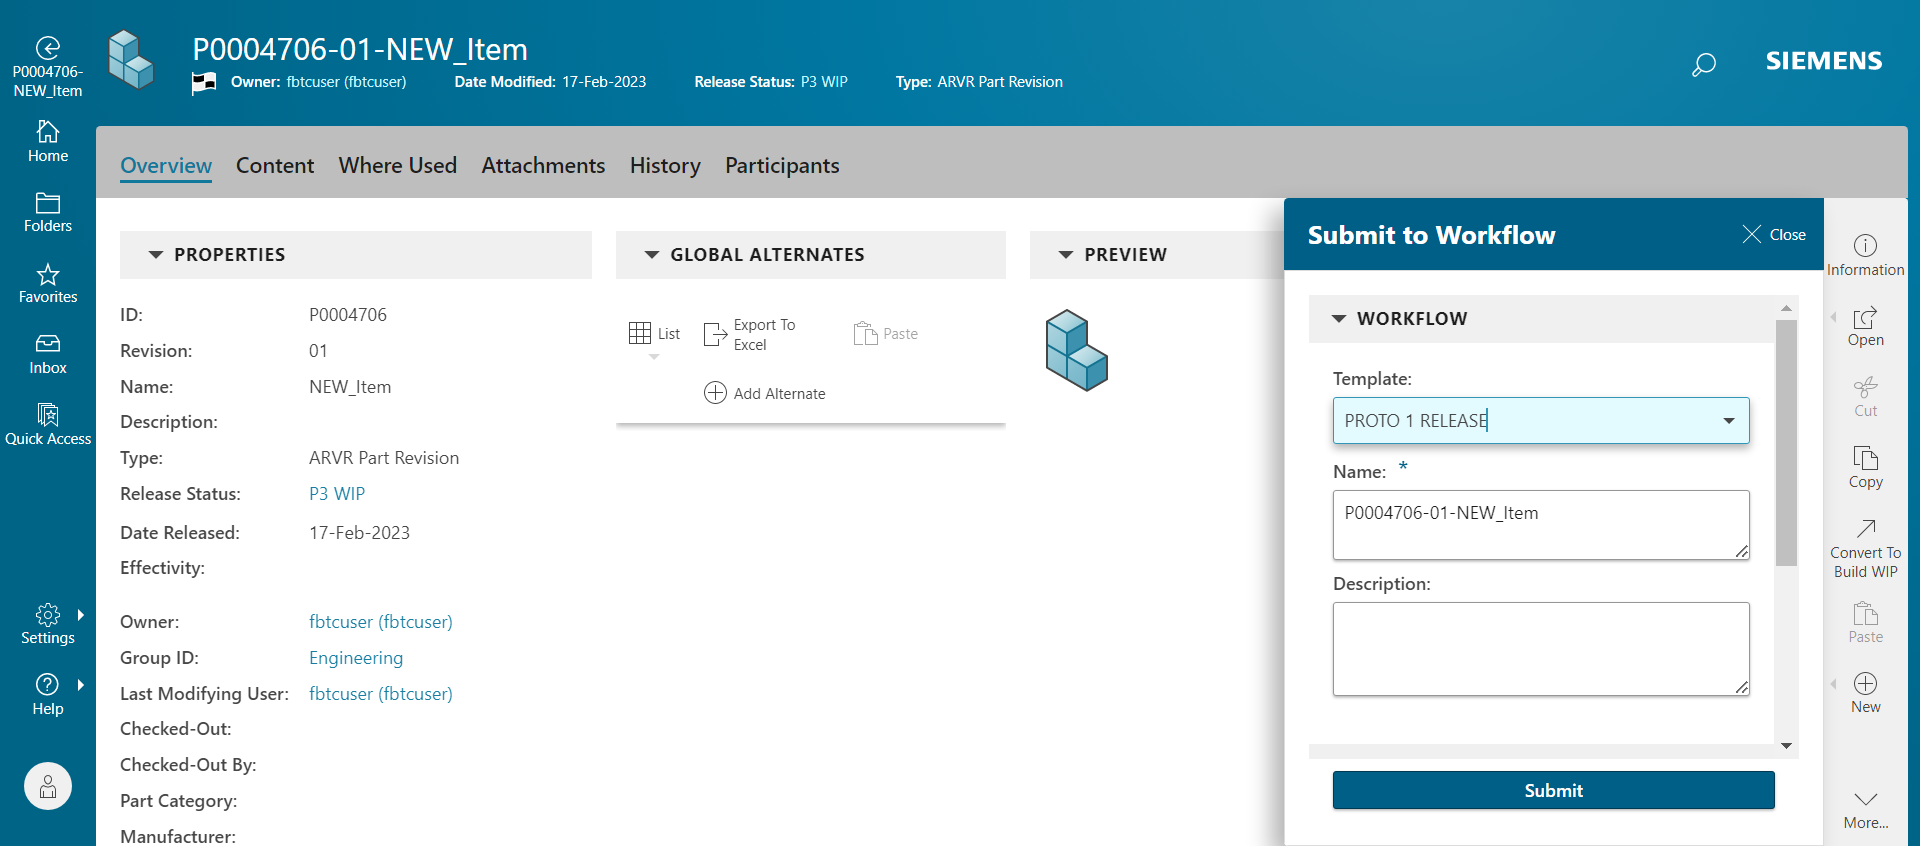 P0004706-
NEW_Item
Home
Folders
Favorites
Inbox
Quick Access
Settings
Help
P0004706-01-NEW_Item
Owner: fbtcuser (fbtcuser) Date Modified: 17-Feb-2023 Release Status: P3 WIP Type: ARVR Part Revision
SIEMENS
Overview Content Where Used Attachments History Participants
PROPERTIES
ID: P0004706
Revision: 01
Name: NEW_Item
Description:
Type: ARVR Part Revision
Release Status: P3 WIP
Date Released: 17-Feb-2023
Effectivity:
Owner: fbtcuser (fbtcuser)
Group ID: Engineering
Last Modifying User: fbtcuser (fbtcuser)
Checked-Out:
Checked-Out By:
Part Category:
Manufacturer:
GLOBAL ALTERNATES
List
Export To
Excel
Paste
Add Alternate
PREVIEW
Submit to Workflow
Close
WORKFLOW
Template:
PROTO 1 RELEASE
Name: *
P0004706-01-NEW_Item
Description:
Submit
Information
Open
Cut
Copy
Convert To
Build WIP
Paste
New
More...